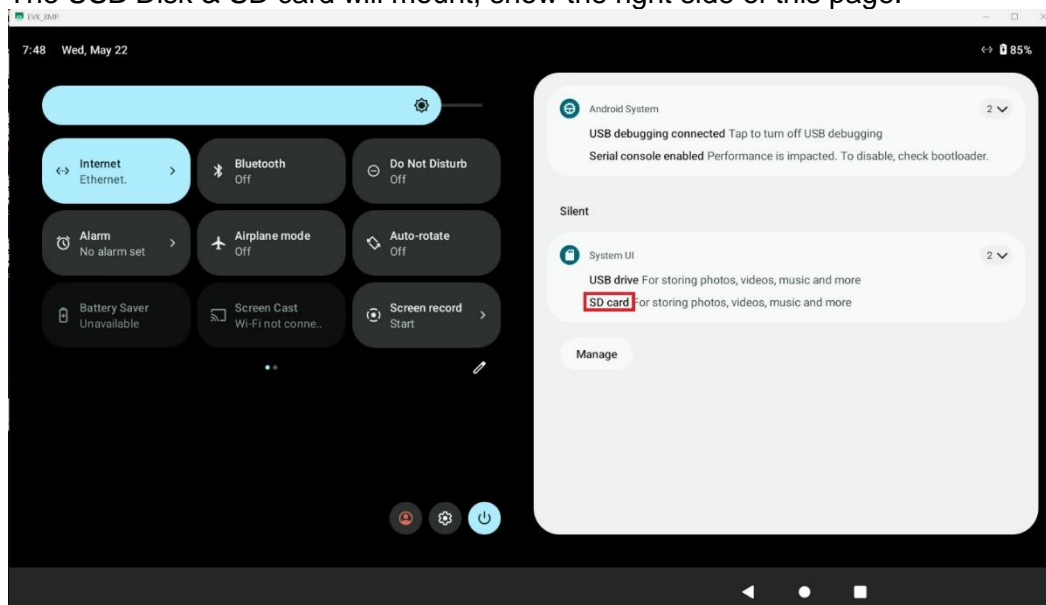 The USB Disk & SD card will mount, show the right side of this page.
EVK_8MP
7:48 Wed, May 22
85%
Internet
Ethernet.
Bluetooth
Off
Do Not Disturb
Off
Alarm
No alarm set
Airplane mode
Off
Auto-rotate
Off
Battery Saver
Unavailable
Screen Cast
Wi-Fi not conne..
Screen record
Start
Android System
2
USB debugging connected Tap to turn off USB debugging
Serial console enabled Performance is impacted. To disable, check bootloader.
Silent
System UI
2
USB drive For storing photos, videos, music and more
SD card For storing photos, videos, music and more
Manage